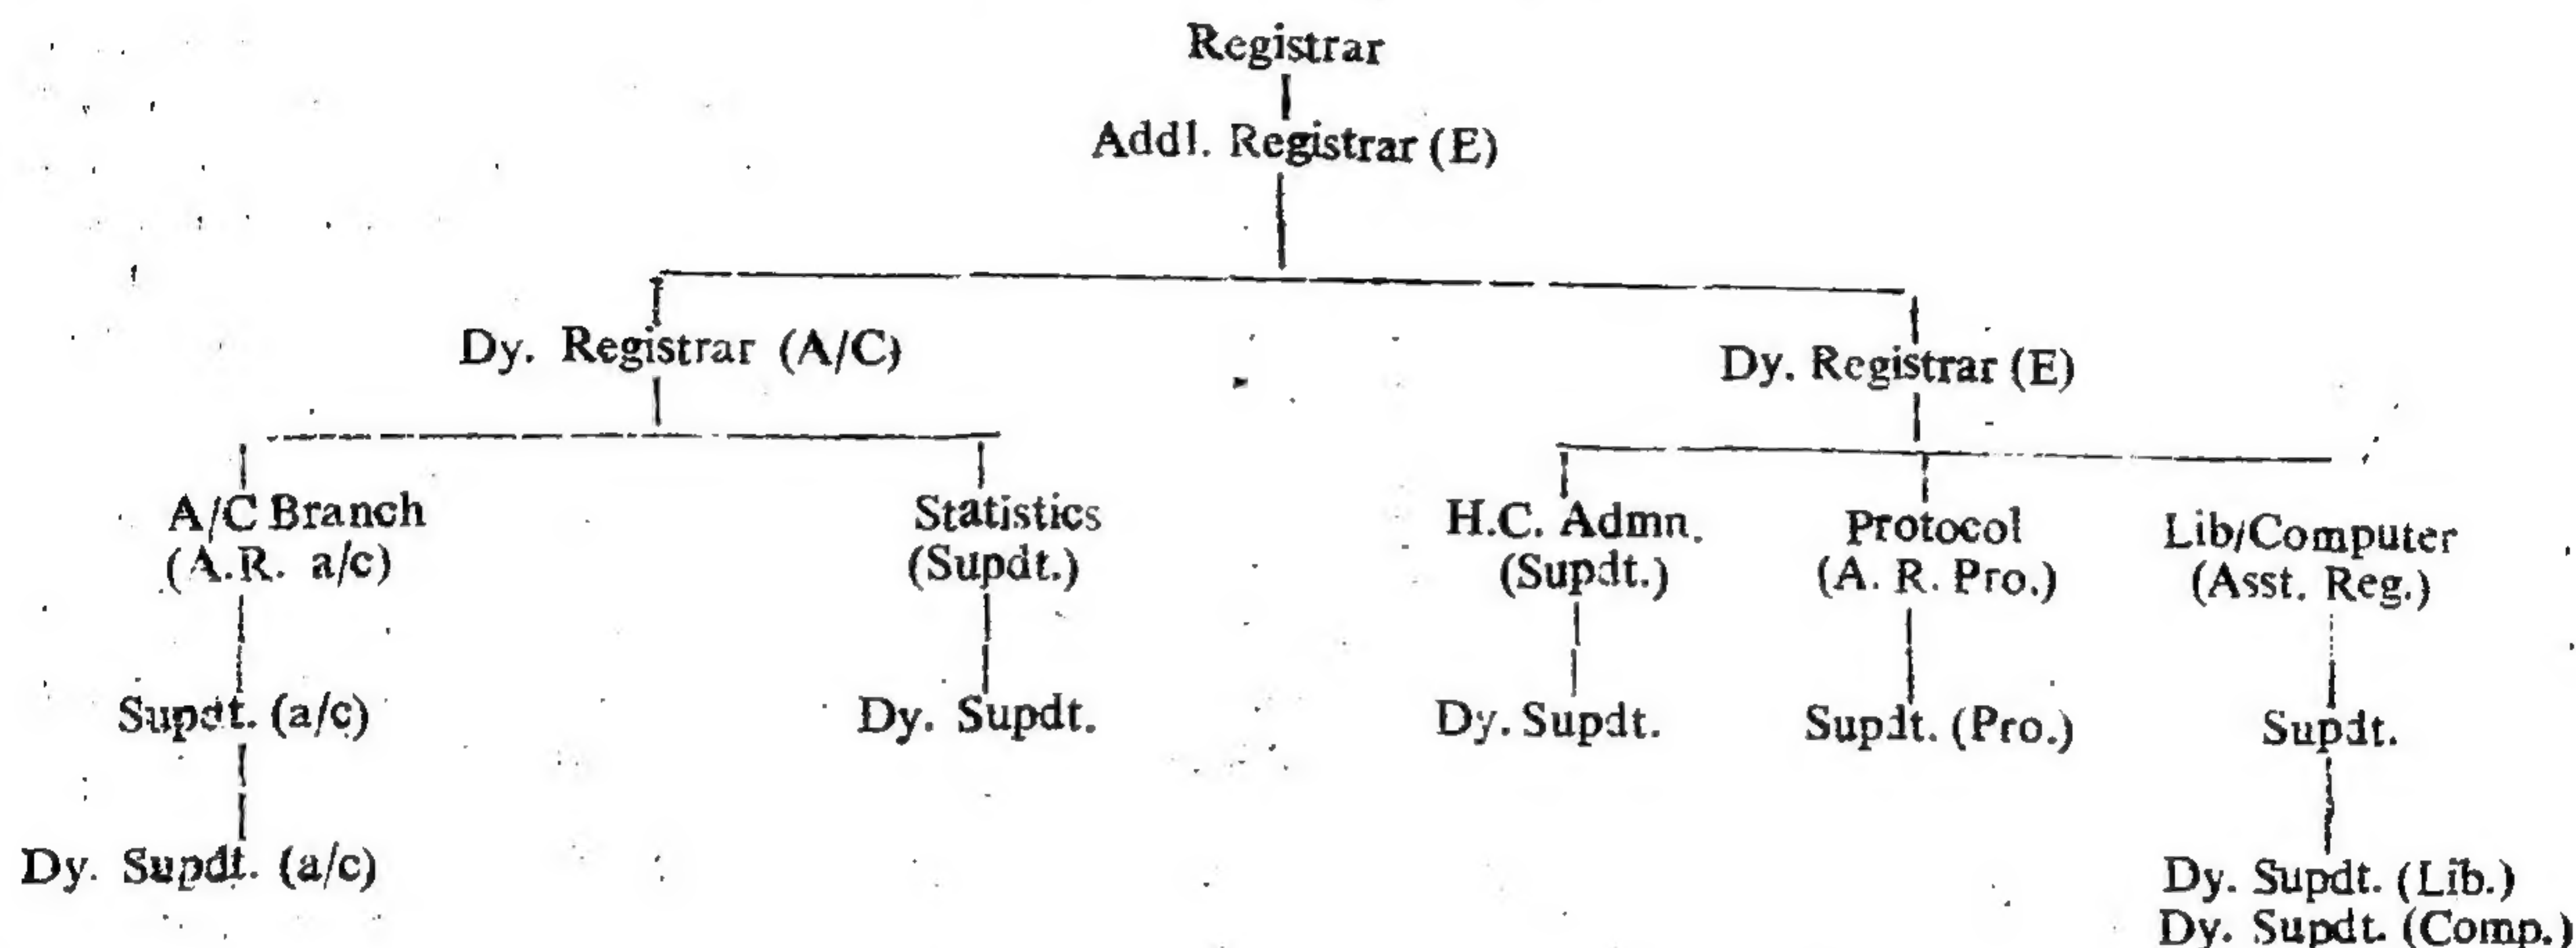 Registrar
Addl. Registrar (E)
Dy. Registrar (A/C)
Dy. Registrar (E)
A/C Branch
(A.R. a/c)
Statistics
(Supdt.)
H.C. Admn.
(Supdt.)
Protocol
(A. R. Pro.)
Lib/Computer
(Asst. Reg.)
Supdt. (a/c)
Dy. Supdt.
Dy. Supdt.
Supdt. (Pro.)
Supdt.
Dy. Supdt. (a/c)
Dy. Supdt. (Lib.)
Dy. Supdt. (Comp.)